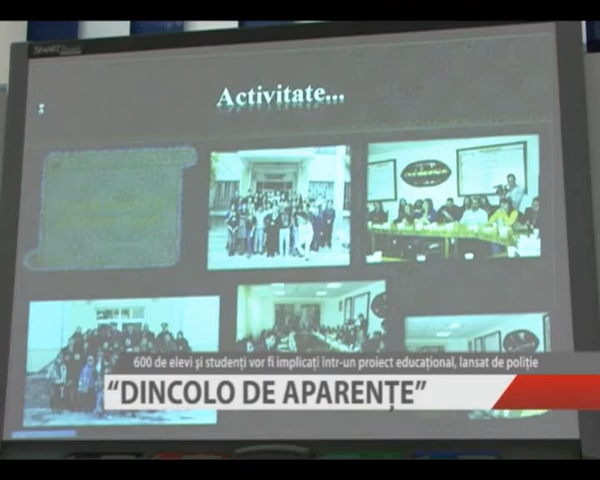 SMART
Activitate...
600 de elevi și studenți vor fi implicați într-un proiect educațional, lansat de poliție
“DINCOLO DE APARENȚE”